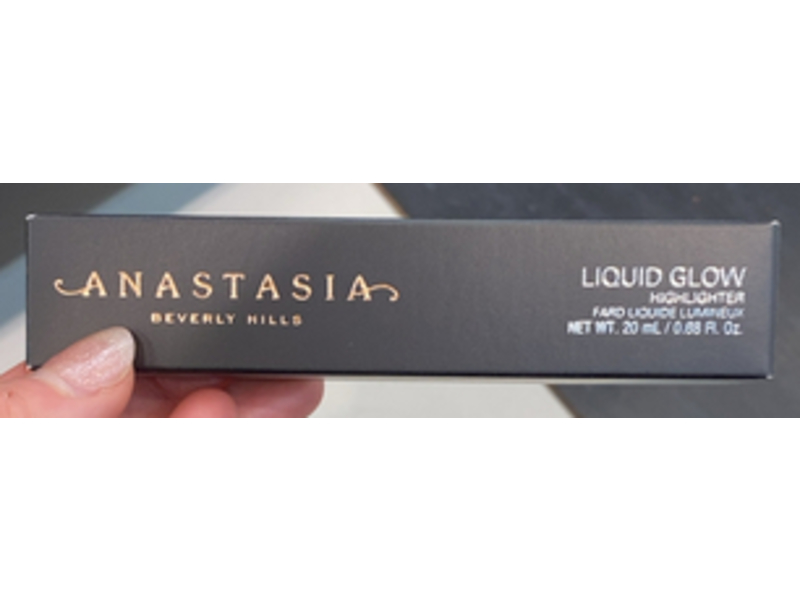 ANASTASIA
BEVERLY HILLS
LIQUID GLOW
HIGHLIGHTER
FARD LIQUIDE LUMINEUX
NET WT. 20 mL / 0.68 Fl. Oz.